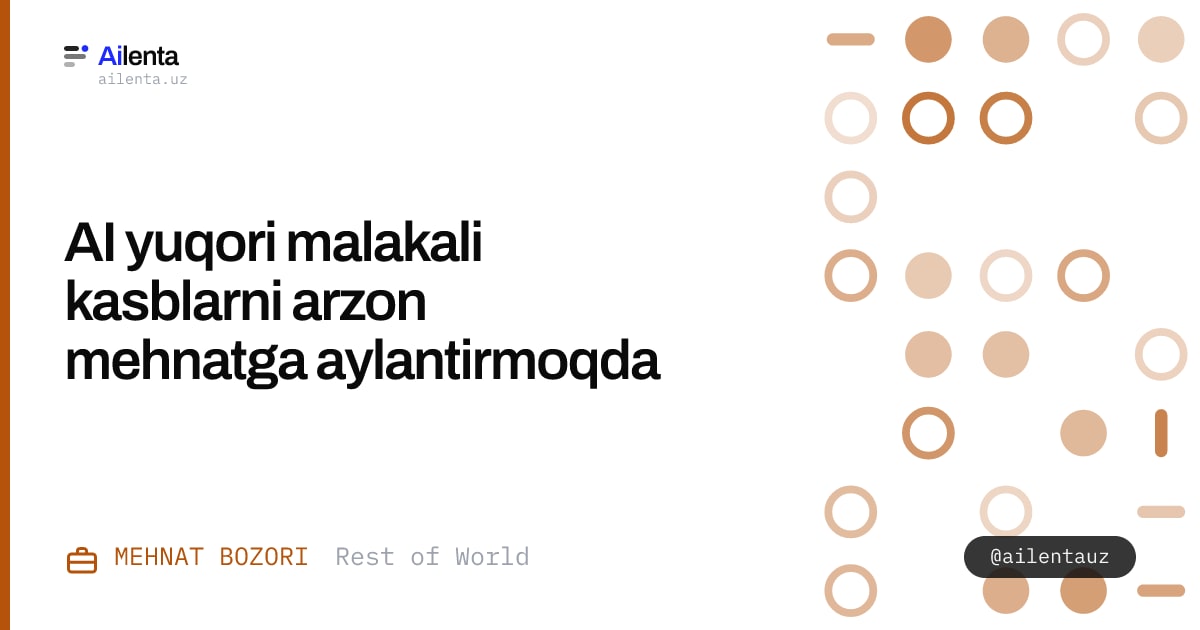 Ailenta
ailenta.uz
AI yuqori malakali
kasblarni arzon
mehnatga aylantirmoqda
MEHNAT BOZORI Rest of World
@ailentauz